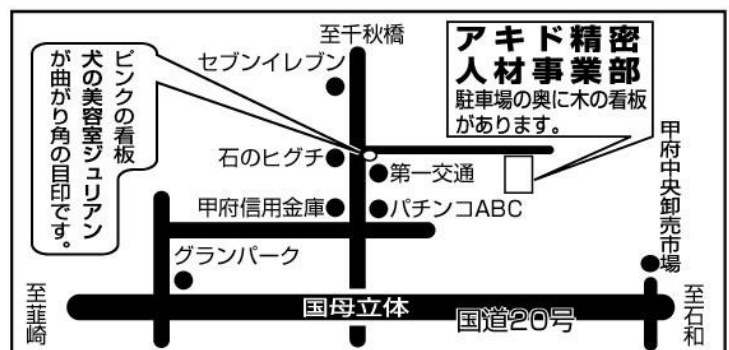 至千秋橋
セブンイレブン
アキド精密
人材事業部
駐車場の奥に木の看板
があります。
ピンクの看板
犬の美容室ジュリアン
が曲がり角の目印です。
石のヒグチ
第一交通
甲府信用金庫
パチンコABC
甲府中央卸売市場
グランパーク
至韮崎
国母立体
国道20号
至石和